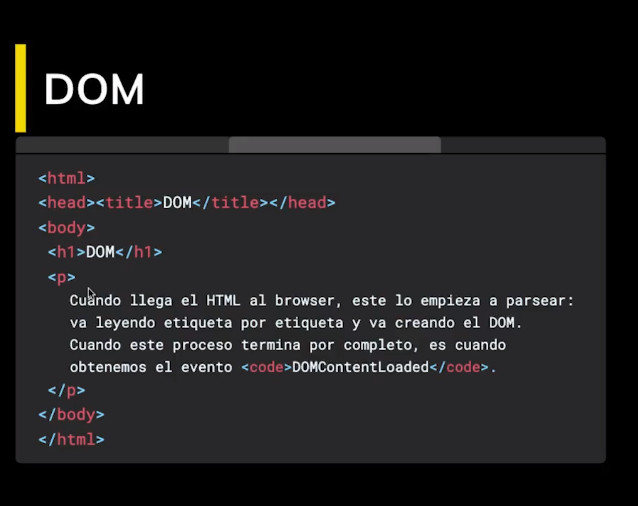 DOM
<html>
<head><title>DOM</title></head>
<body>
<h1>DOM</h1>
<p>
Cuando llega el HTML al browser, este lo empieza a parsear:
va leyendo etiqueta por etiqueta y va creando el DOM.
Cuando este proceso termina por completo, es cuando
obtenemos el evento <code>DOMContentLoaded</code>.
</p>
</body>
</html>